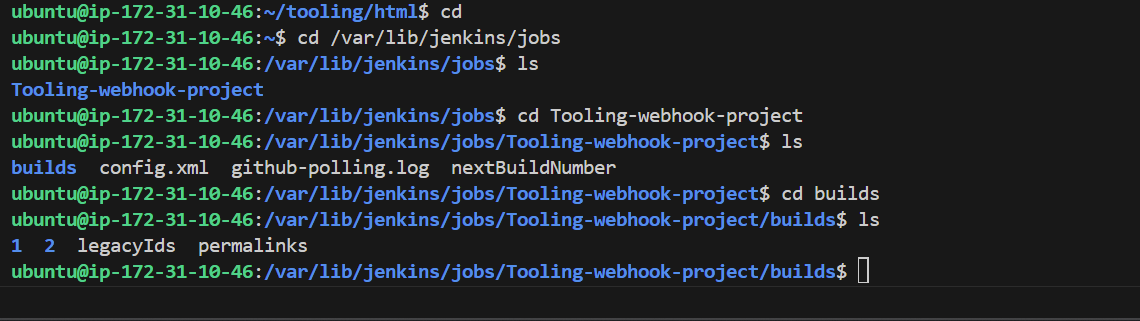 ubuntu@ip-172-31-10-46:~/tooling/html$ cd
ubuntu@ip-172-31-10-46:~$ cd /var/lib/jenkins/jobs
ubuntu@ip-172-31-10-46:/var/lib/jenkins/jobs$ ls
Tooling-webhook-project
ubuntu@ip-172-31-10-46:/var/lib/jenkins/jobs$ cd Tooling-webhook-project
ubuntu@ip-172-31-10-46:/var/lib/jenkins/jobs/Tooling-webhook-project$ ls
builds  config.xml  github-polling.log  nextBuildNumber
ubuntu@ip-172-31-10-46:/var/lib/jenkins/jobs/Tooling-webhook-project$ cd builds
ubuntu@ip-172-31-10-46:/var/lib/jenkins/jobs/Tooling-webhook-project/builds$ ls
1  2  legacyIds  permalinks
ubuntu@ip-172-31-10-46:/var/lib/jenkins/jobs/Tooling-webhook-project/builds$